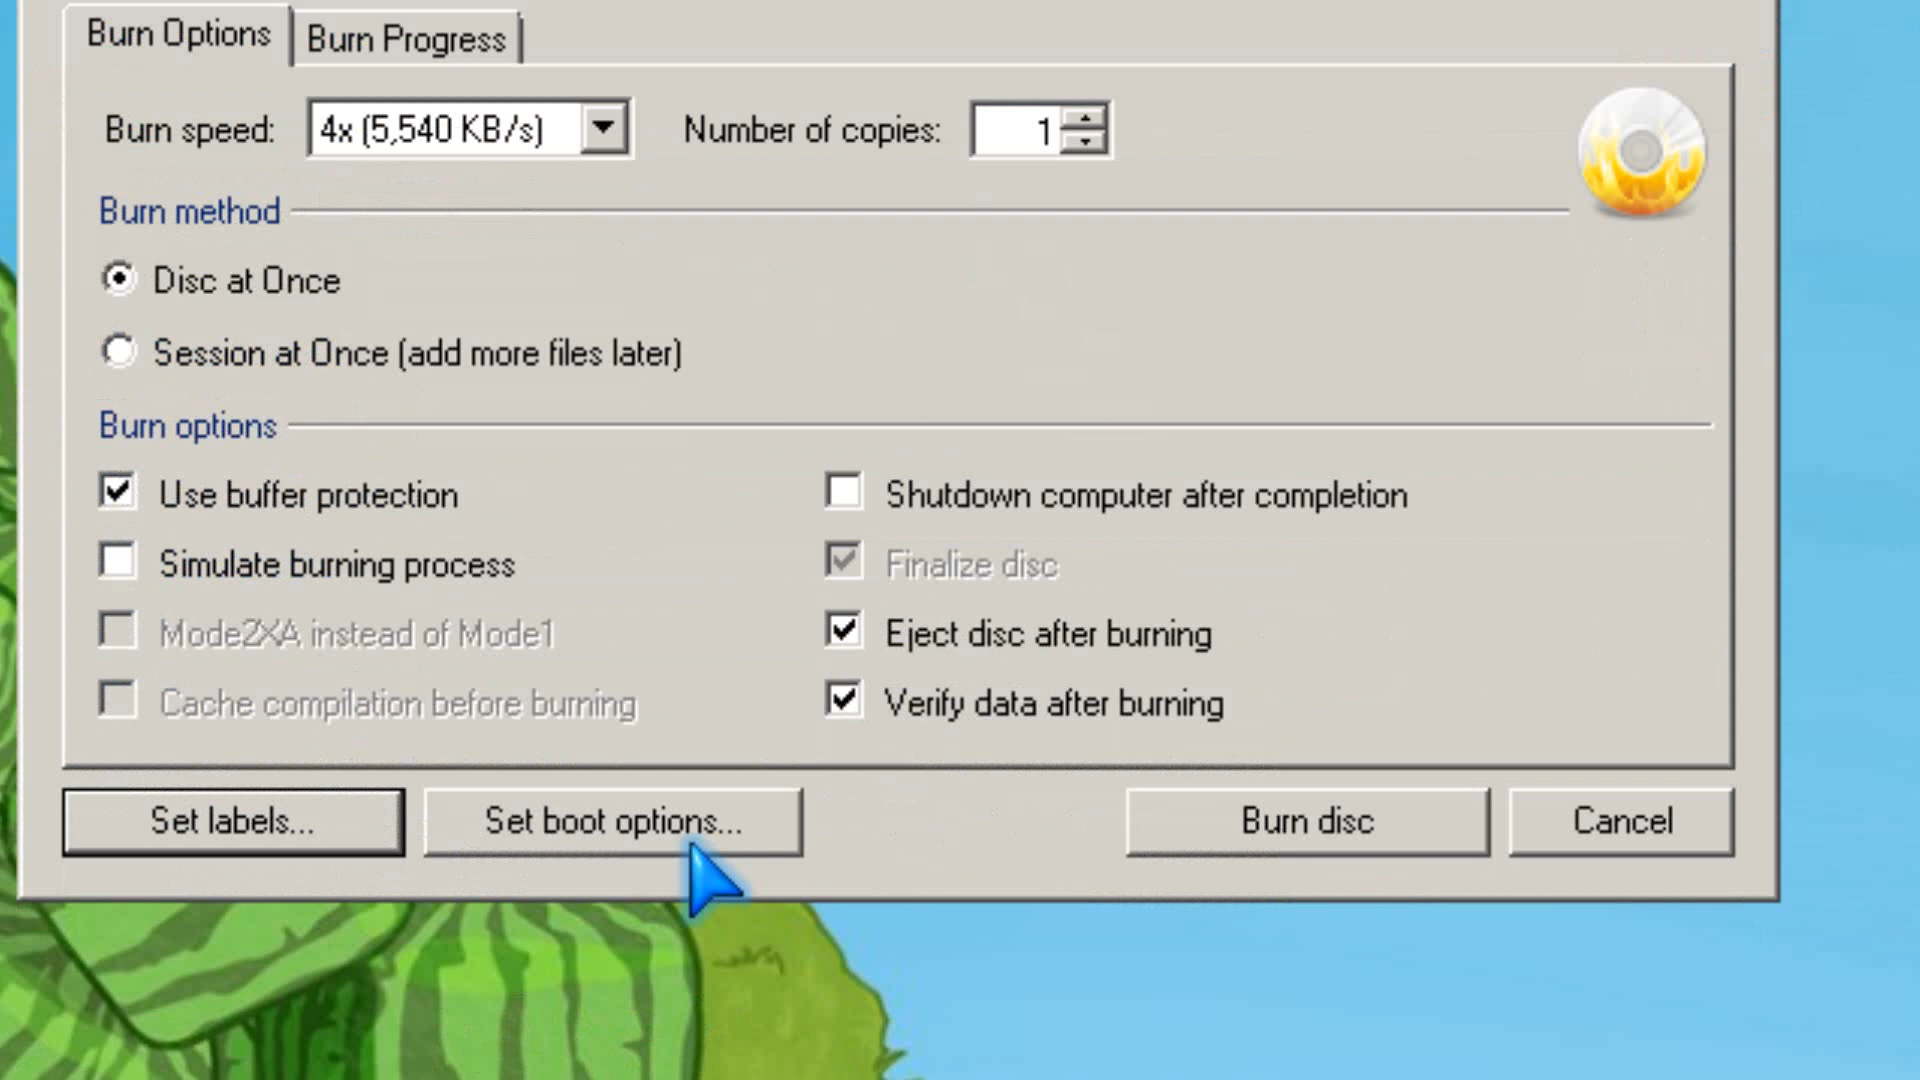 Burn Options Burn Progress
Burn speed: 4x (5,540 KB/s) Number of copies: 1
Burn method
Disc at Once
Session at Once (add more files later)
Burn options
Use buffer protection Shutdown computer after completion
Simulate burning process Finalize disc
Mode2XA instead of Mode1 Eject disc after burning
Cache compilation before burning Verify data after burning
Set labels... Set boot options... Burn disc Cancel